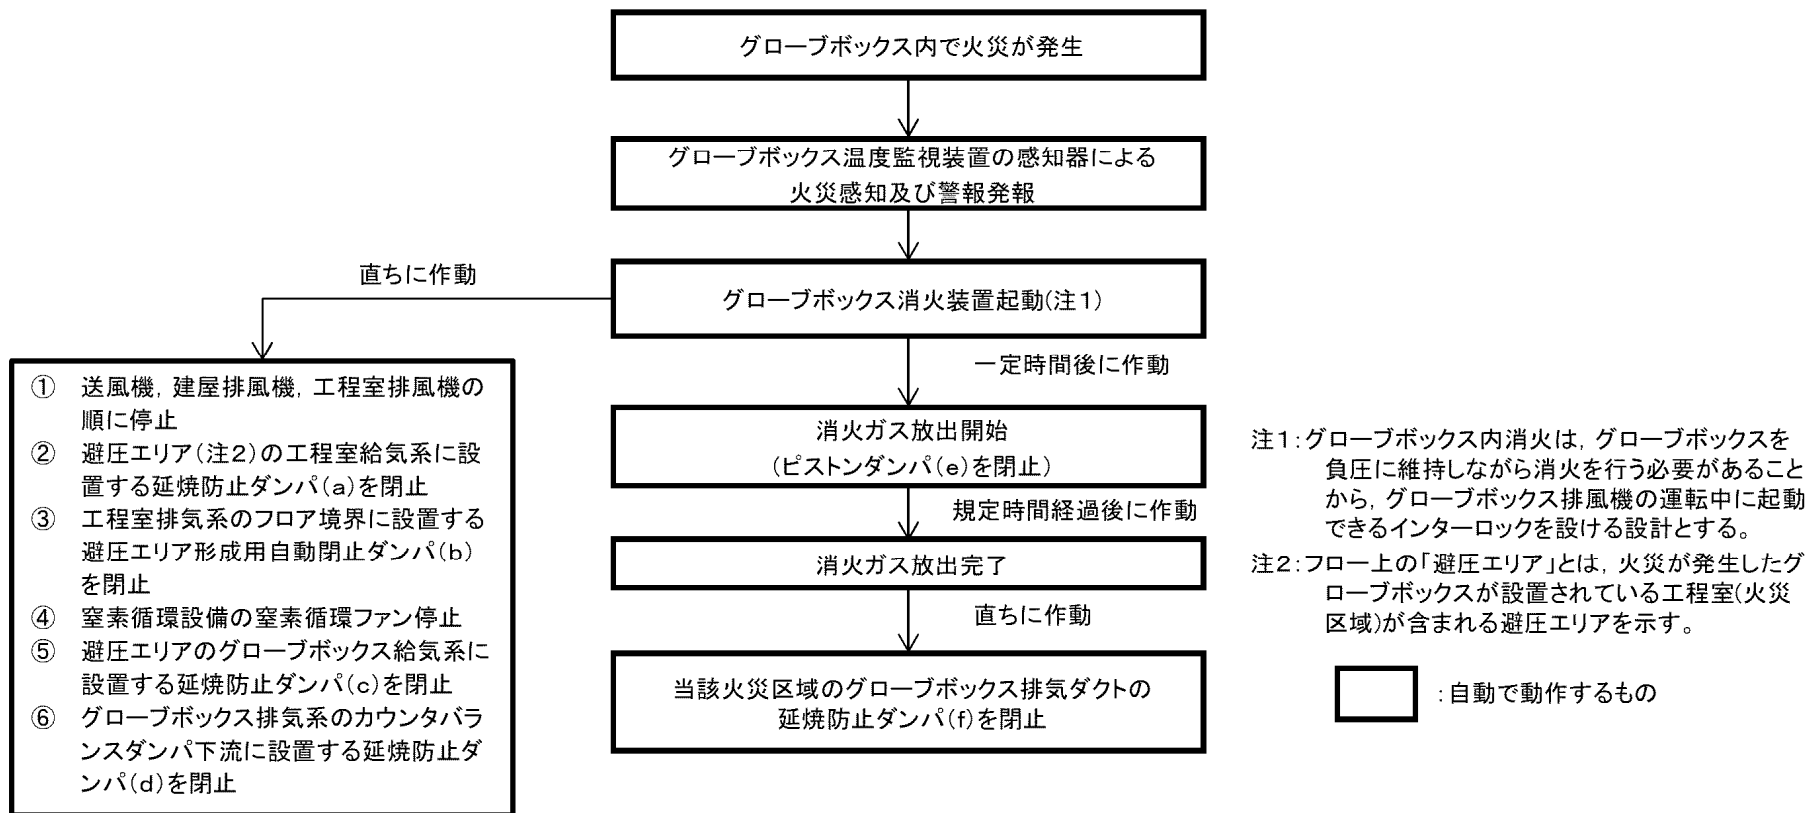 グローブボックス内で火災が発生
グローブボックス温度監視装置の感知器による
火災感知及び警報発報
直ちに作動
グローブボックス消火装置起動(注1)
一定時間後に作動
① 送風機，建屋排風機，工程室排風機の
順に停止
② 避圧エリア(注2)の工程室給気系に設
置する延焼防止ダンパ(a)を閉止
③ 工程室排気系のフロア境界に設置する
避圧エリア形成用自動閉止ダンパ(b)
を閉止
④ 窒素循環設備の窒素循環ファン停止
⑤ 避圧エリアのグローブボックス給気系に
設置する延焼防止ダンパ(c)を閉止
⑥ グローブボックス排気系のカウンタバラ
ンスダンパ下流に設置する延焼防止ダ
ンパ(d)を閉止
消火ガス放出開始
(ピストンダンパ(e)を閉止)
規定時間経過後に作動
消火ガス放出完了
直ちに作動
当該火災区域のグローブボックス排気ダクトの
延焼防止ダンパ(f)を閉止
注1：グローブボックス内消火は，グローブボックスを
負圧に維持しながら消火を行う必要があること
から，グローブボックス排風機の運転中に起動
できるインターロックを設ける設計とする。
注2：フロー上の「避圧エリア」とは，火災が発生したグ
ローブボックスが設置されている工程室(火災
区域)が含まれる避圧エリアを示す。
：自動で動作するもの